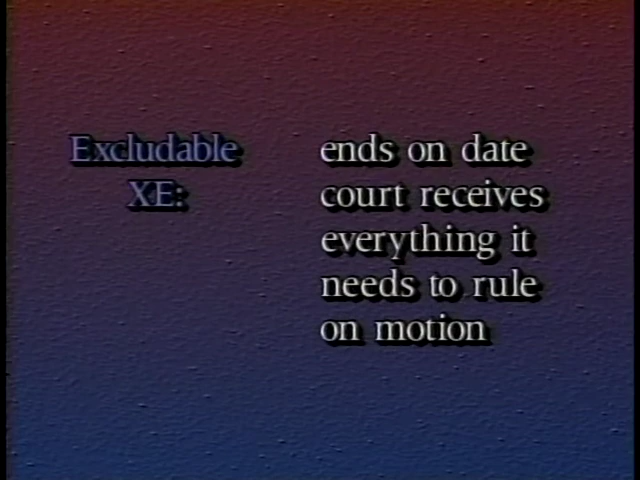 Excludable
XE:
ends on date
court receives
everything it
needs to rule
on motion